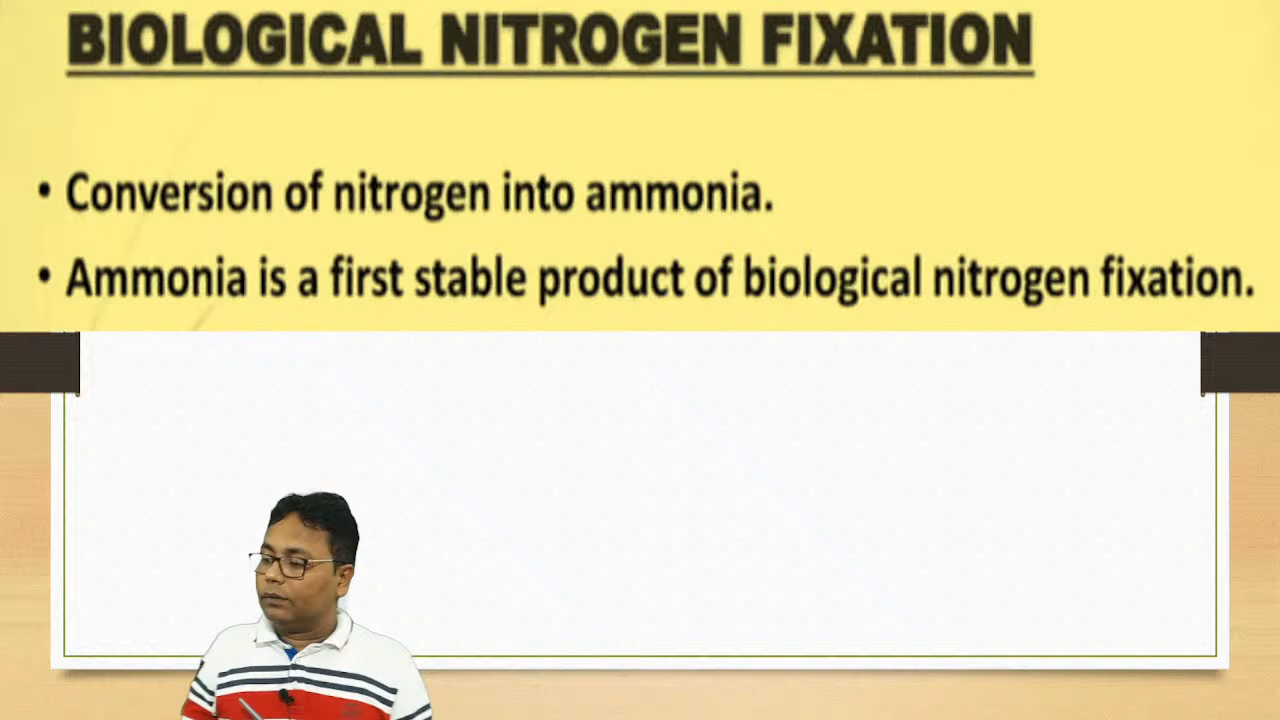 BIOLOGICAL NITROGEN FIXATION
• Conversion of nitrogen into ammonia.
• Ammonia is a first stable product of biological nitrogen fixation.